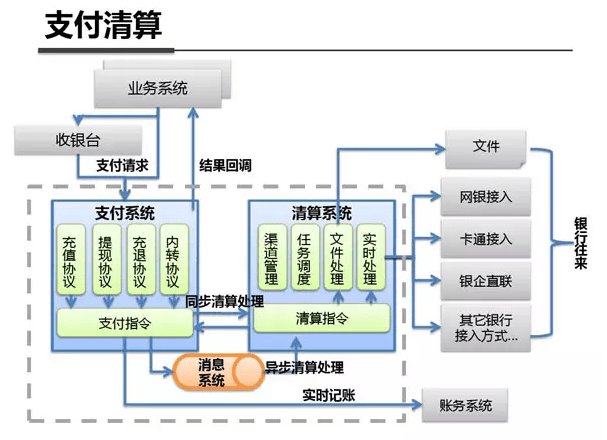 支付清算
业务系统
收银台
支付请求
结果回调
文件
支付系统
清算系统
网银接入
充值协议
提现协议
充退协议
内转协议
渠道管理
任务调度
文件处理
实时处理
卡通接入
银行往来
银企直联
同步清算处理
支付指令
清算指令
其它银行
接入方式...
消息
系统
异步清算处理
实时记账
账务系统